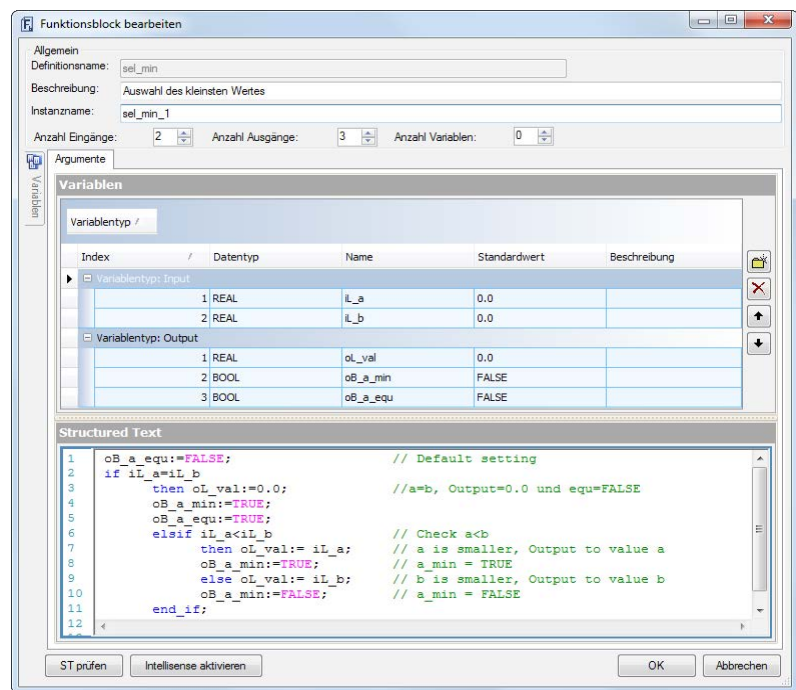 Funktionsblock bearbeiten
Allgemein
Definitionsname: sel_min
Beschreibung: Auswahl des kleinsten Wertes
Instanzname: sel_min_1
Anzahl Eingänge: 2 Anzahl Ausgänge: 3 Anzahl Variablen: 0
Variablen
Argumente
Variablen
Variablentyp
Index Datentyp Name Standardwert Beschreibung
Variablentyp: Input
1 REAL iL_a 0.0
2 REAL iL_b 0.0
Variablentyp: Output
1 REAL oL_val 0.0
2 BOOL oB_a_min FALSE
3 BOOL oB_a_equ FALSE
Structured Text
1 oB_a_equ:=FALSE; // Default setting
2 if iL_a=iL_b
3 then oL_val:=0.0; //a=b, Output=0.0 und equ=FALSE
4 oB_a_min:=TRUE;
5 oB_a_equ:=TRUE;
6 elsif iL_a<iL_b // Check a<b
7 then oL_val:= iL_a; // a is smaller, Output to value a
8 oB_a_min:=TRUE; // a_min = TRUE
9 else oL_val:= iL_b; // b is smaller, Output to value b
10 oB_a_min:=FALSE; // a_min = FALSE
11 end_if;
12
ST prüfen Intellisense aktivieren OK Abbrechen